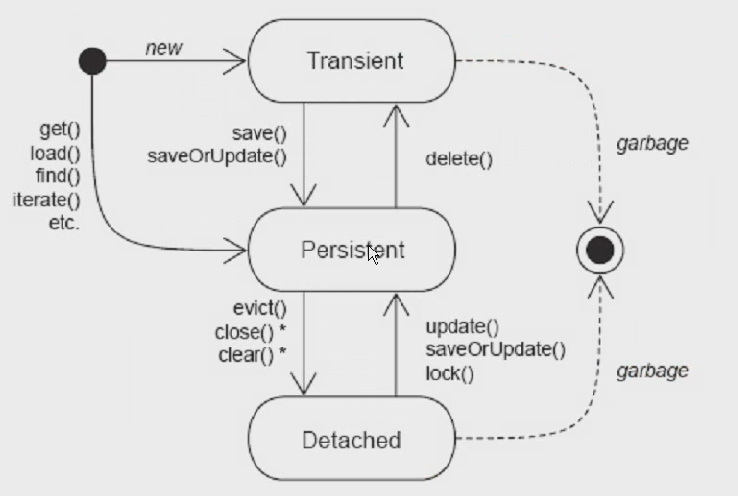 new
Transient
get()
load()
find()
iterate()
etc.
save()
saveOrUpdate()
delete()
garbage
Persistent
evict()
close() *
clear() *
update()
saveOrUpdate()
lock()
garbage
Detached